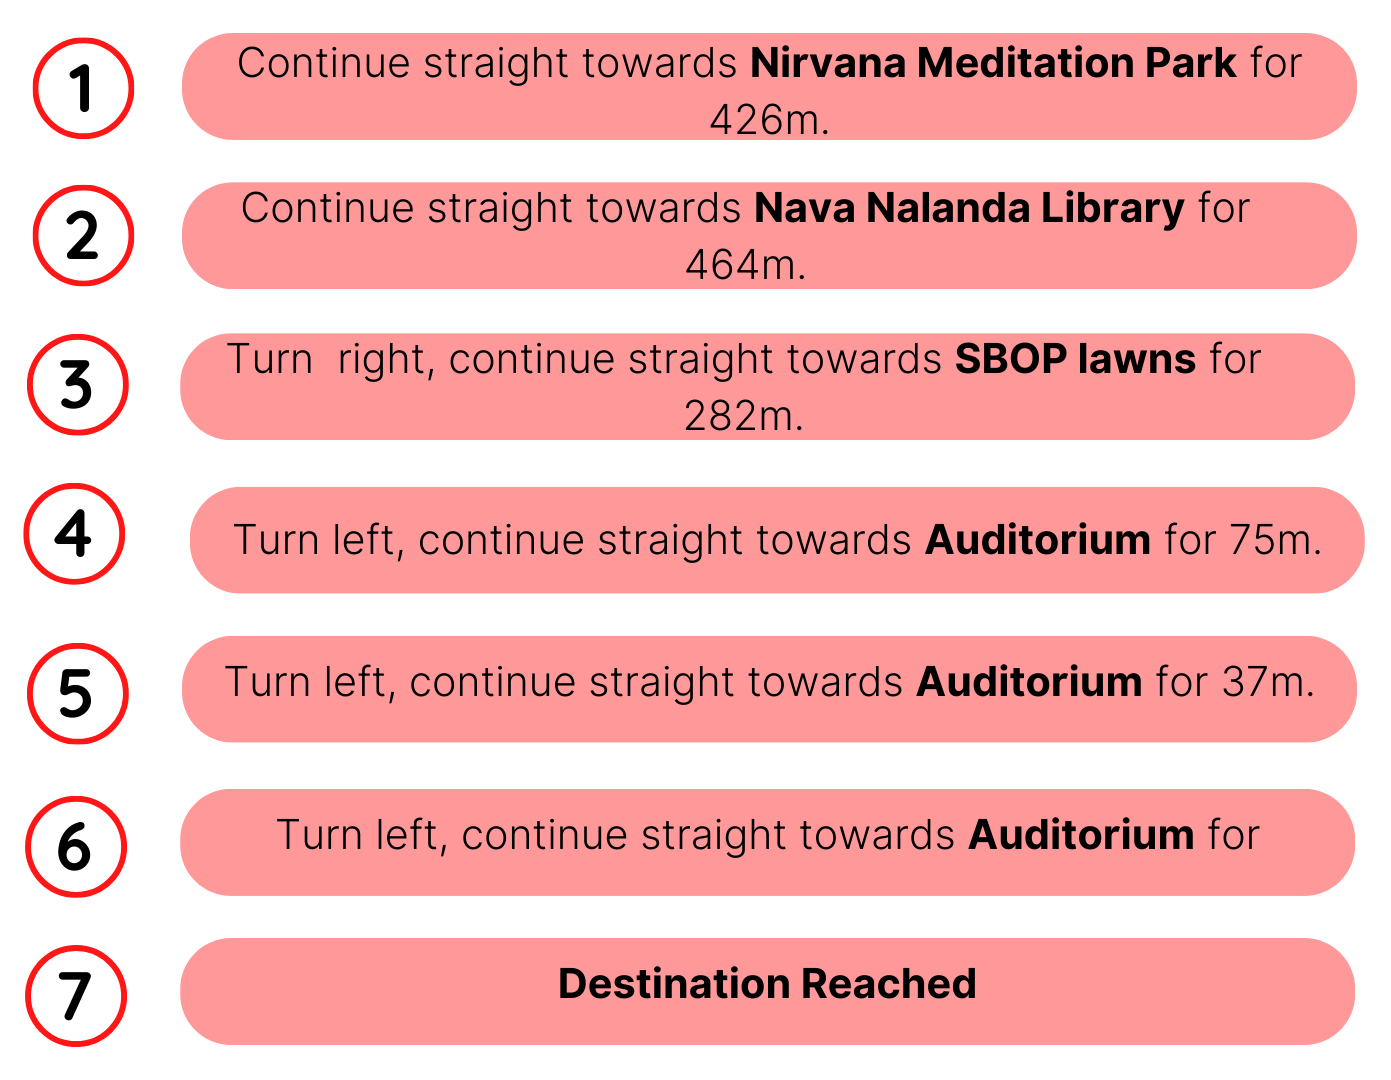 1
Continue straight towards Nirvana Meditation Park for
426m.
2
Continue straight towards Nava Nalanda Library for
464m.
3
Turn  right, continue straight towards SBOP lawns for
282m.
4
Turn left, continue straight towards Auditorium for 75m.
5
Turn left, continue straight towards Auditorium for 37m.
6
Turn left, continue straight towards Auditorium for
7
Destination Reached